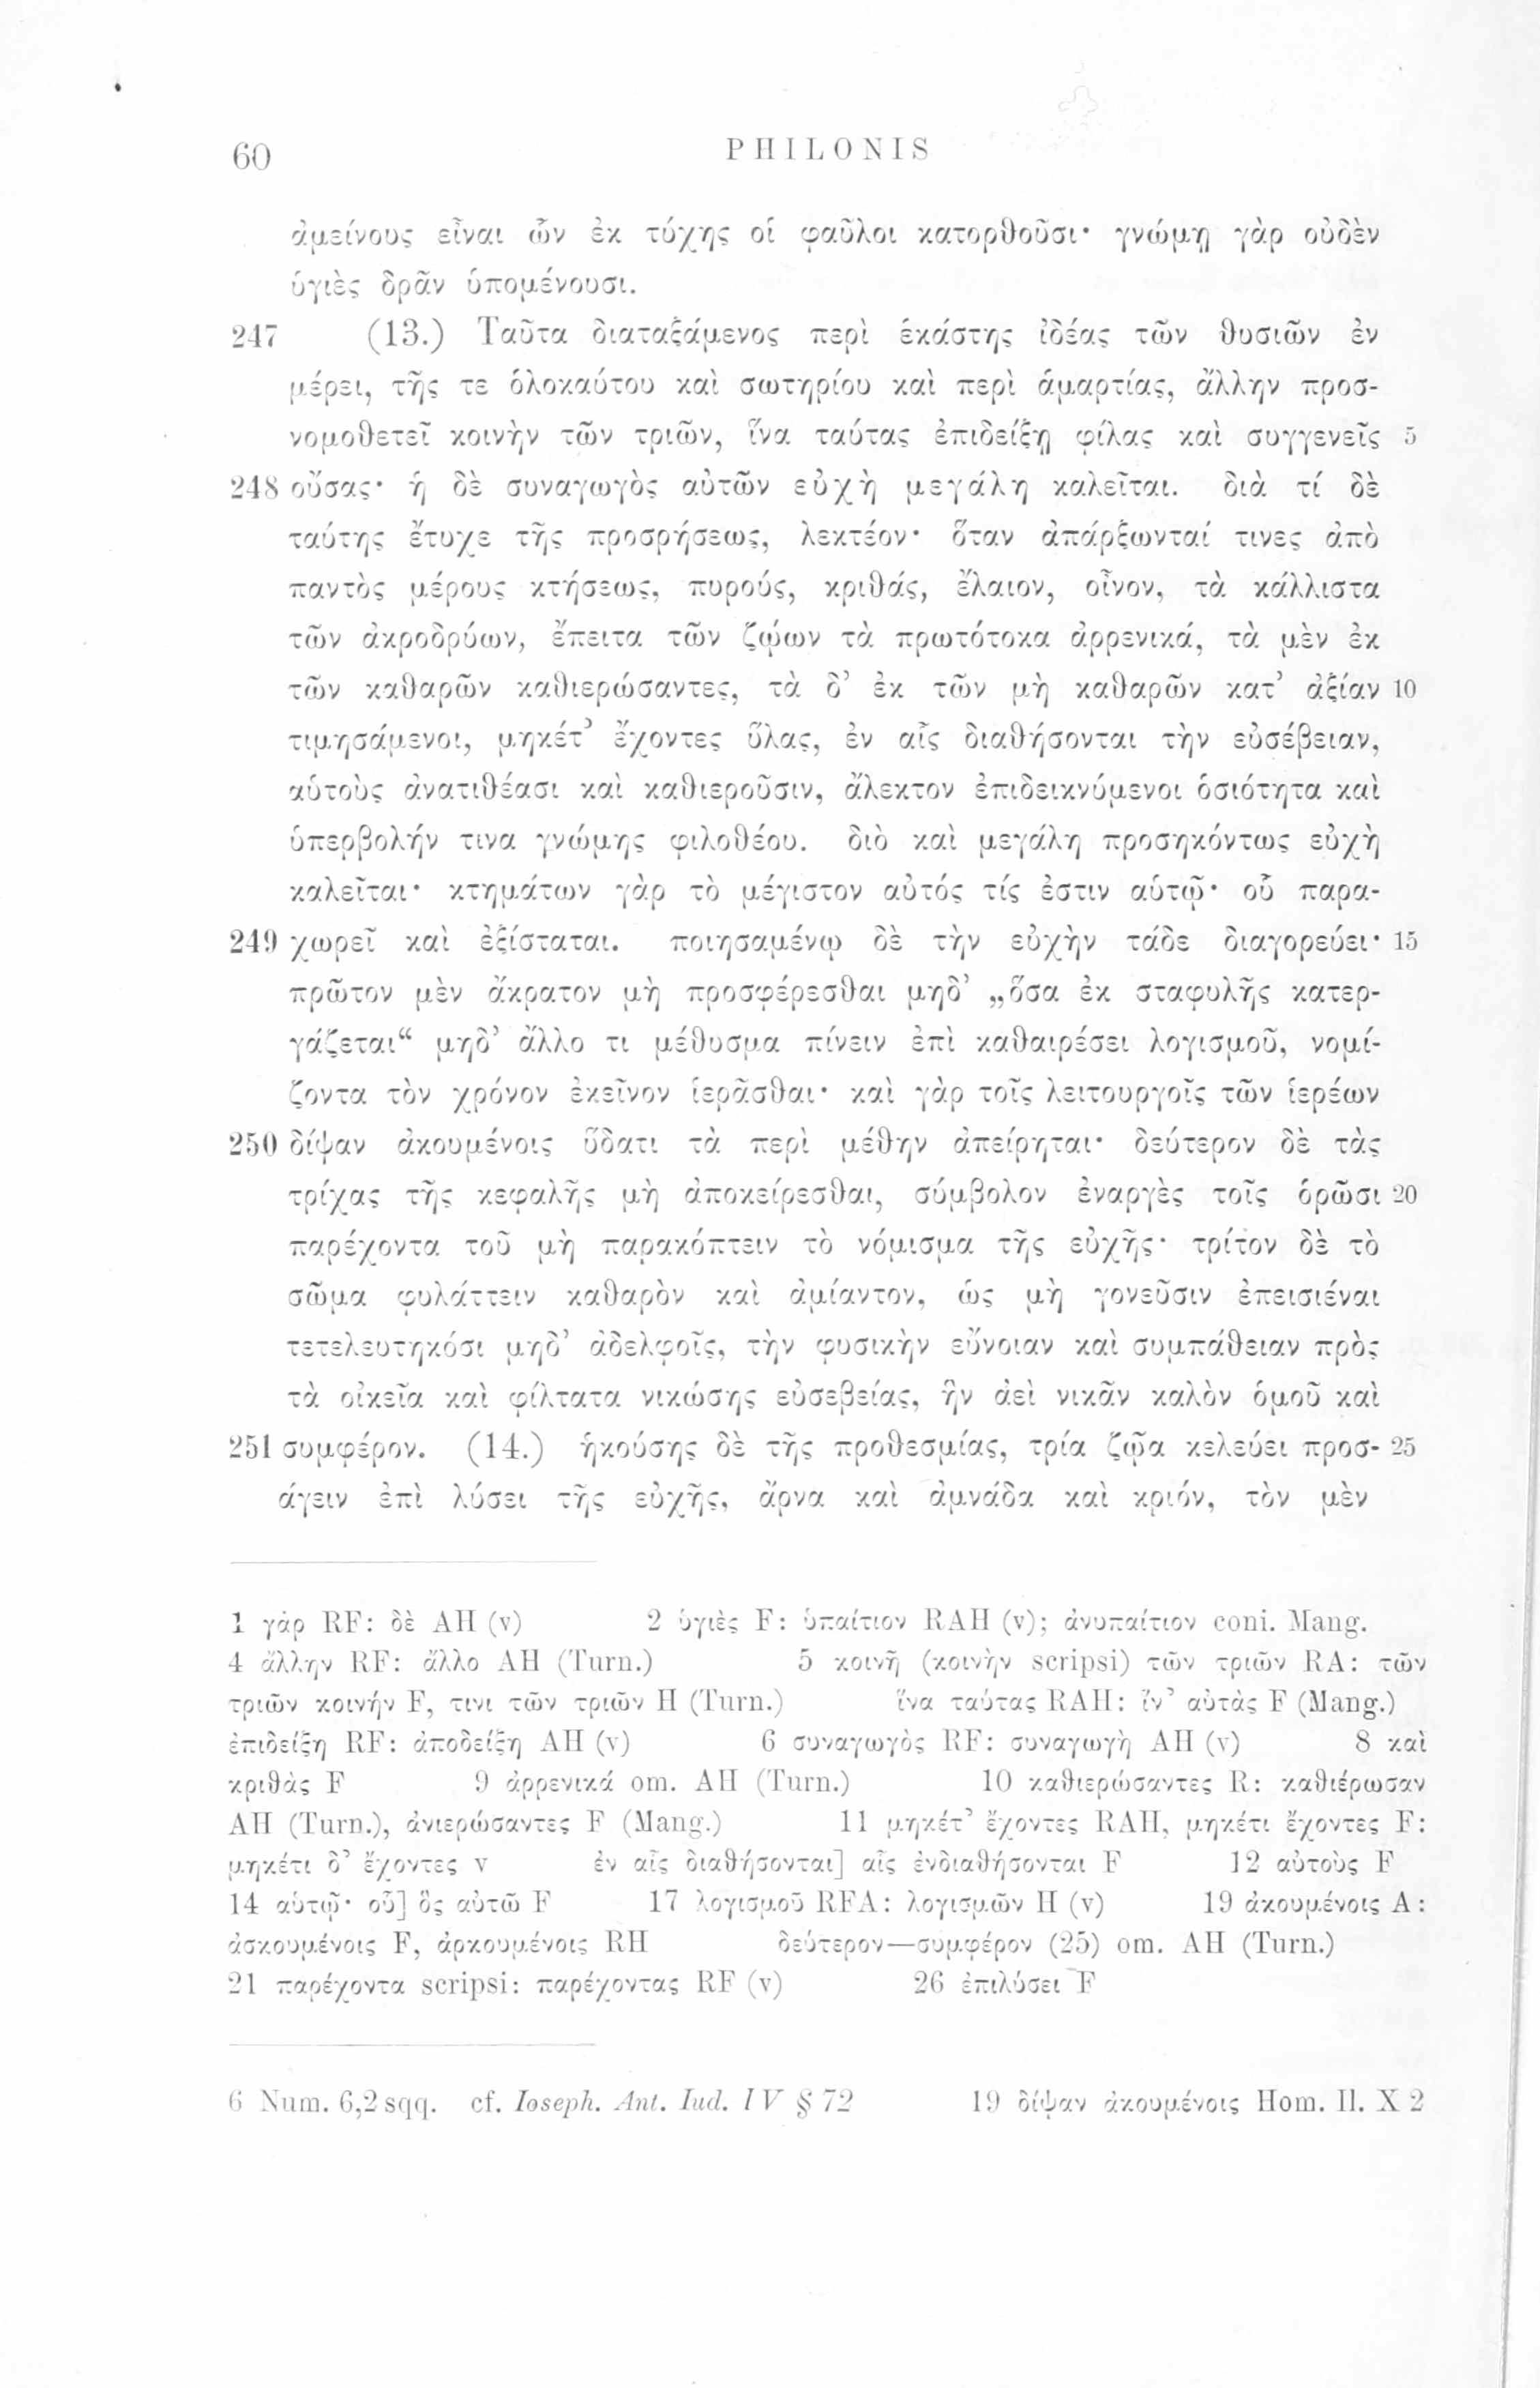 60 PHILONIS
ἀμείνους εἶναι ὧν ἐκ τύχης οἱ φαῦλοι κατορθοῦσι· γνώμῃ γὰρ οὐδὲν
ὑγιὲς δρᾶν ὑπομένουσι.
247 (13.) Ταῦτα διαταξάμενος περὶ ἑκάστης ἰδέας τῶν θυσιῶν ἐν
μέρει, τῆς τε ὁλοκαύτου καὶ σωτηρίου καὶ περὶ ἁμαρτίας, ἄλλην προσ-
νομοθετεῖ κοινὴν τῶν τριῶν, ἵνα ταύτας ἐπιδείξῃ φίλας καὶ συγγενεῖς 5
248 οὔσας· ἡ δὲ συναγωγὸς αὐτῶν εὐχὴ μεγάλη καλεῖται. διὰ τί δὲ
ταύτης ἔτυχε τῆς προσρήσεως, λεκτέον· ὅταν ἀπάρξωνταί τινες ἀπὸ
παντὸς μέρους κτήσεως, πυρούς, κριθάς, ἔλαιον, οἶνον, τὰ κάλλιστα
τῶν ἀκροδρύων, ἔπειτα τῶν ζῴων τὰ πρωτότοκα ἀρρενικά, τὰ μὲν ἐκ
τῶν καθαρῶν καθιερώσαντες, τὰ δ’ ἐκ τῶν μὴ καθαρῶν κατ’ ἀξίαν 10
τιμησάμενοι, μηκέτ’ ἔχοντες ὕλας, ἐν αἷς διαθήσονται τὴν εὐσέβειαν,
αὑτοὺς ἀνατιθέασι καὶ καθιεροῦσιν, ἄλεκτον ἐπιδεικνύμενοι ὁσιότητα καὶ
ὑπερβολήν τινα γνώμης φιλοθέου. διὸ καὶ μεγάλη προσηκόντως εὐχὴ
καλεῖται· κτημάτων γὰρ τὸ μέγιστον αὐτός τίς ἐστιν αὑτῷ· οὗ παρα-
249 χωρεῖ καὶ ἐξίσταται. ποιησαμένῳ δὲ τὴν εὐχὴν τάδε διαγορεύει· 15
πρῶτον μὲν ἄκρατον μὴ προσφέρεσθαι μηδ’ „ὅσα ἐκ σταφυλῆς κατερ-
γάζεται“ μηδ’ ἄλλο τι μέθυσμα πίνειν ἐπὶ καθαιρέσει λογισμοῦ, νομί-
ζοντα τὸν χρόνον ἐκεῖνον ἱερᾶσθαι· καὶ γὰρ τοῖς λειτουργοῖς τῶν ἱερέων
250 δίψαν ἀκουμένοις ὕδατι τὰ περὶ μέθην ἀπείρηται· δεύτερον δὲ τὰς
τρίχας τῆς κεφαλῆς μὴ ἀποκείρεσθαι, σύμβολον ἐναργὲς τοῖς ὁρῶσι 20
παρέχοντα τοῦ μὴ παρακόπτειν τὸ νόμισμα τῆς εὐχῆς· τρίτον δὲ τὸ
σῶμα φυλάττειν καθαρὸν καὶ ἀμίαντον, ὡς μὴ γονεῦσιν ἐπεισιέναι
τετελευτηκόσι μηδ’ ἀδελφοῖς, τὴν φυσικὴν εὔνοιαν καὶ συμπάθειαν πρὸς
τὰ οἰκεῖα καὶ φίλτατα νικώσης εὐσεβείας, ἣν ἀεὶ νικᾶν καλὸν ὁμοῦ καὶ
251 συμφέρον. (14.) ἡκούσης δὲ τῆς προθεσμίας, τρία ζῷα κελεύει προσ- 25
άγειν ἐπὶ λύσει τῆς εὐχῆς, ἄρνα καὶ ἀμνάδα καὶ κριόν, τὸν μὲν
1 γὰρ RF: δὲ AH (v) 2 ὑγιὲς F: ὑπαίτιον RAH (v); ἀνυπαίτιον coni. Mang.
4 ἄλλην RF: ἄλλο AH (Turn.) 5 κοινῇ (κοινὴν scripsi) τῶν τριῶν RA: τῶν
τριῶν κοινήν F, τινι τῶν τριῶν H (Turn.) ἵνα ταύτας RAH: ἵν’ αὐτὰς F (Mang.)
ἐπιδείξῃ RF: ἀποδείξῃ AH (v) 6 συναγωγὸς RF: συναγωγὴ AH (v) 8 καὶ
κριθὰς F 9 ἀρρενικά om. AH (Turn.) 10 καθιερώσαντες R: καθιέρωσαν
AH (Turn.), ἀνιερώσαντες F (Mang.) 11 μηκέτ’ ἔχοντες RAH, μηκέτι ἔχοντες F:
μηκέτι δ’ ἔχοντες v ἐν αἷς διαθήσονται] αἷς ἐνδιαθήσονται F 12 αὐτοὺς F
14 αὑτῷ· οὗ] ὃς αὐτῶ F 17 λογισμοῦ RFA: λογισμῶν H (v) 19 ἀκουμένοις A:
ἀσκουμένοις F, ἀρκουμένοις RH δεύτερον—συμφέρον (25) om. AH (Turn.)
21 παρέχοντα scripsi: παρέχοντας RF (v) 26 ἐπιλύσει F
6 Num. 6,2 sqq. cf. Ioseph. Ant. Iud. IV § 72 19 δίψαν ἀκουμένοις Hom. Il. X 2